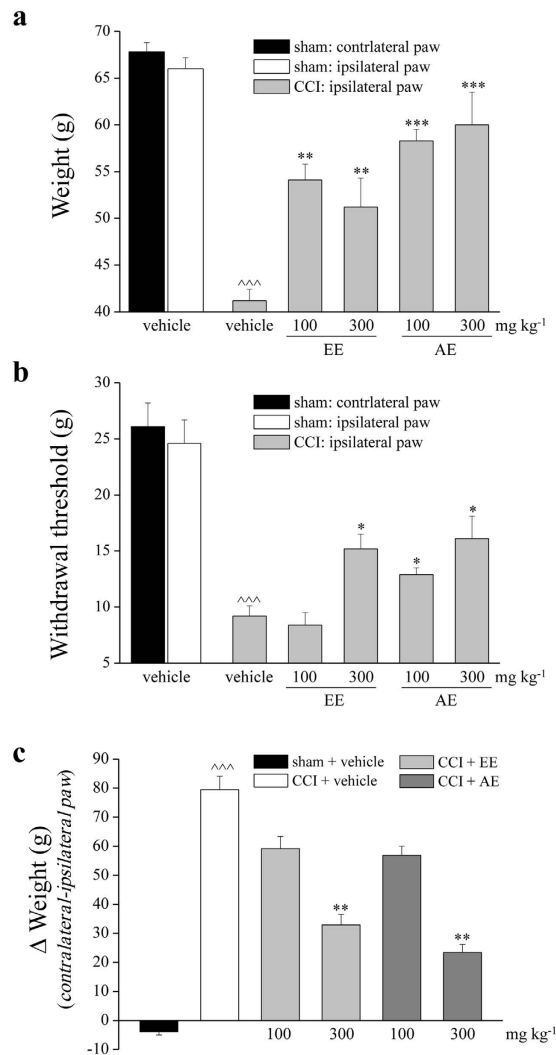 a
70
65
60
55
50
45
40
Weight (g)
sham: contrlateral paw
sham: ipsilateral paw
CCI: ipsilateral paw
^^^
**
**
***
***
vehicle
vehicle
100
300
100
300
mg kg-1
EE
AE
b
30
25
20
15
10
5
Withdrawal threshold (g)
sham: contrlateral paw
sham: ipsilateral paw
CCI: ipsilateral paw
^^^
*
*
*
vehicle
vehicle
100
300
100
300
mg kg-1
EE
AE
c
90
80
70
60
50
40
30
20
10
0
-10
Δ Weight (g)
(contralateral-ipsilateral paw)
sham + vehicle
CCI + vehicle
CCI + EE
CCI + AE
^^^
**
**
100
300
100
300
mg kg-1